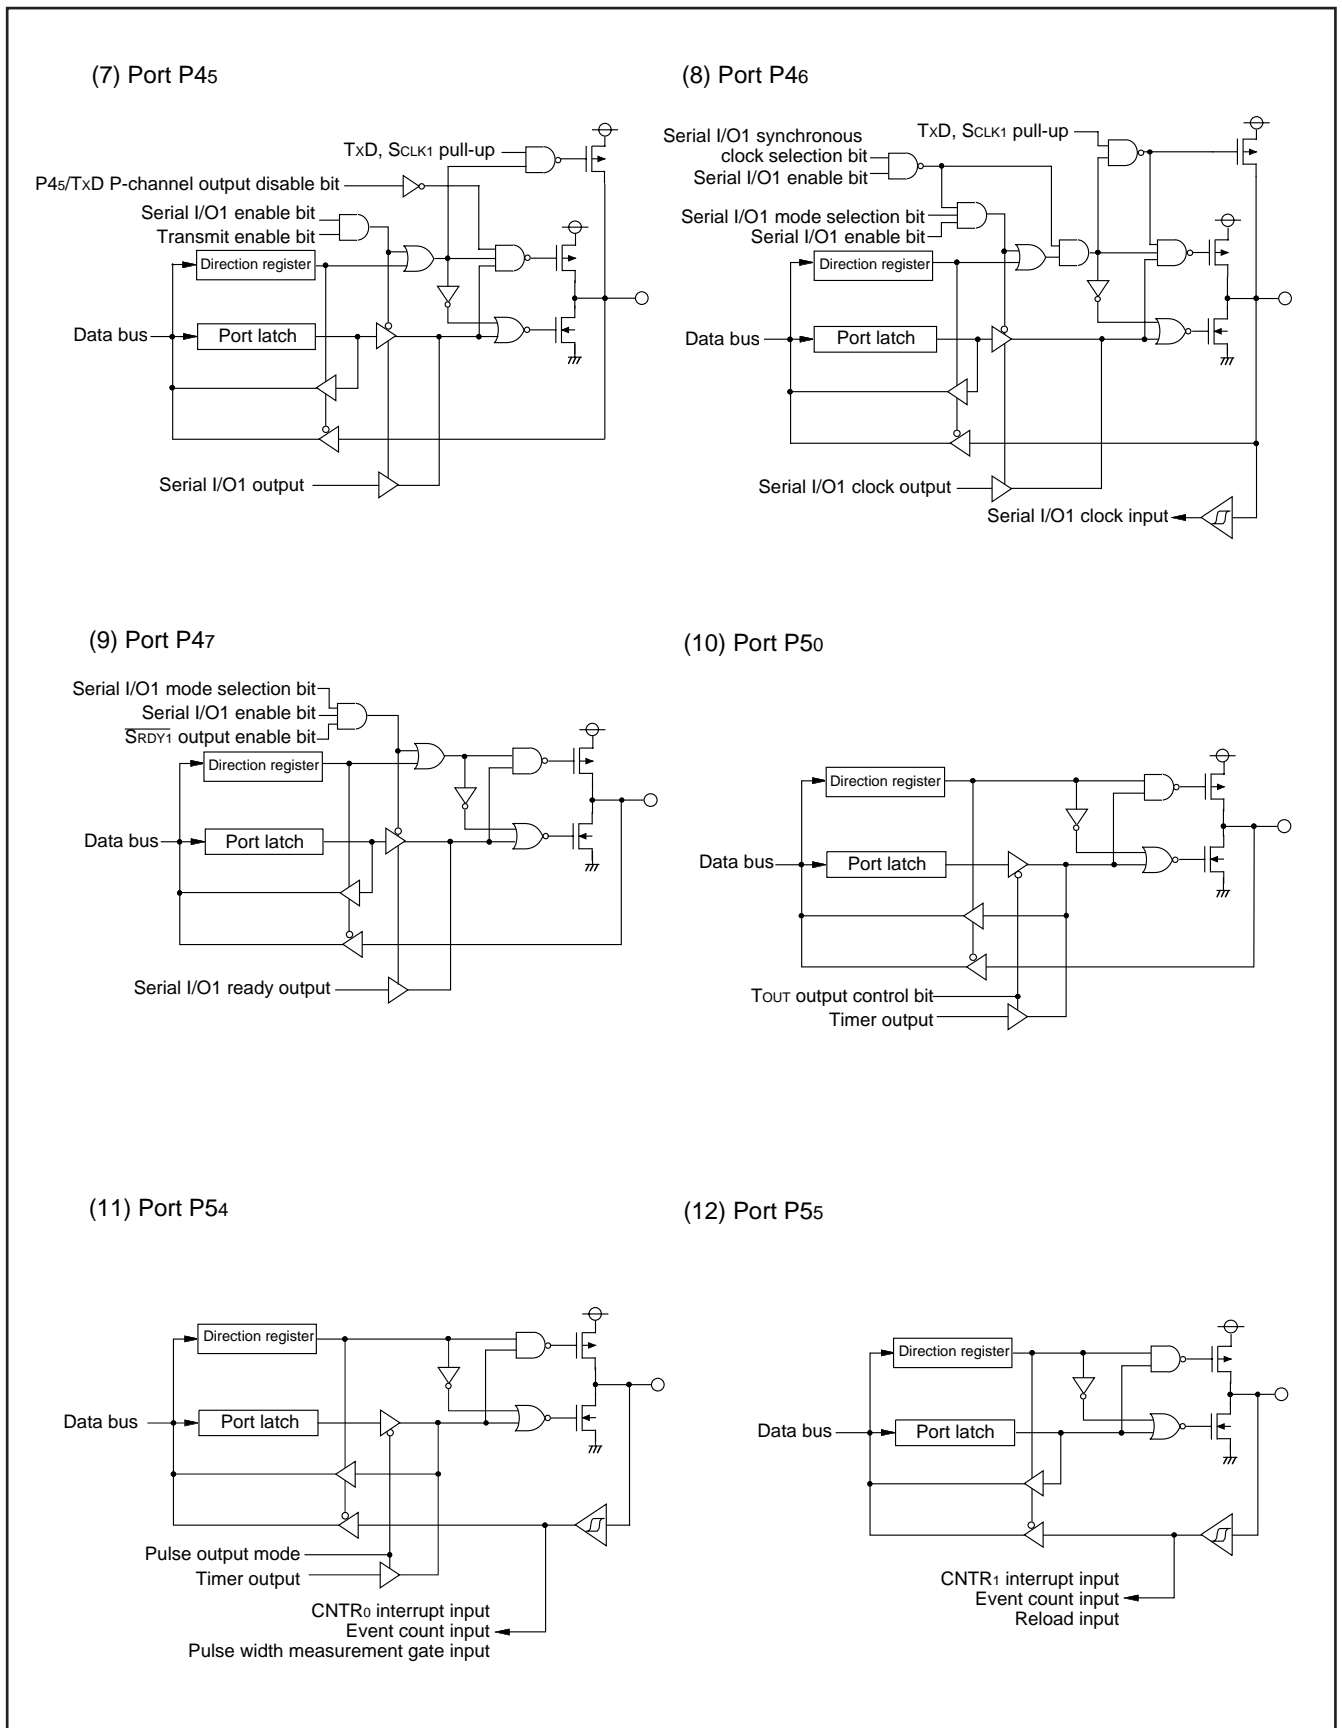 (7) Port P45
TXD, SCLK1 pull-up
P45/TXD P-channel output disable bit
Serial I/O1 enable bit
Transmit enable bit
Direction register
Data bus
Port latch
Serial I/O1 output
(8) Port P46
Serial I/O1 synchronous
clock selection bit
Serial I/O1 enable bit
TXD, SCLK1 pull-up
Serial I/O1 mode selection bit
Serial I/O1 enable bit
Direction register
Data bus
Port latch
Serial I/O1 clock output
Serial I/O1 clock input
(9) Port P47
Serial I/O1 mode selection bit
Serial I/O1 enable bit
SRDY1 output enable bit
Direction register
Data bus
Port latch
Serial I/O1 ready output
(10) Port P50
Direction register
Data bus
Port latch
TOUT output control bit
Timer output
(11) Port P54
Direction register
Data bus
Port latch
Pulse output mode
Timer output
CNTR0 interrupt input
Event count input
Pulse width measurement gate input
(12) Port P55
Direction register
Data bus
Port latch
CNTR1 interrupt input
Event count input
Reload input